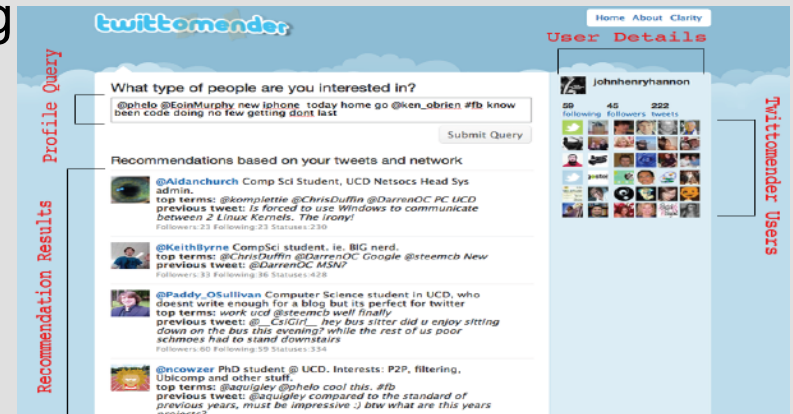 g
twittomender
Home About Clarity
User Details
Profile Query
What type of people are you interested in?
@phelo @EoinMurphy new iphone today home go @ken_obrien #fb know
been code doing no few getting dont last
Submit Query
johnhenryhannon
59 45 222
following followers tweets
Twittomender Users
Recommendation Results
Recommendations based on your tweets and network
@Aidanchurch Comp Sci Student, UCD Netsocs Head Sys
admin.
top terms: @komplettie @ChrisDuffin @DarrenOC PC UCD
previous tweet: Is forced to use Windows to communicate
between 2 Linux Kernels. The irony!
Followers:23 Following:23 Statuses:230
@KeithByrne CompSci student. ie. BIG nerd.
top terms: @ChrisDuffin @DarrenOC Google @steemcb New
previous tweet: @DarrenOC MSN?
Followers:33 Following:36 Statuses:428
@Paddy_OSullivan Computer Science student in UCD, who
doesnt write enough for a blog but its perfect for twitter
top terms: work ucd @steemcb well finally
previous tweet: @__CsiGirl__ hey bus sitter did u enjoy sitting
down on the bus this evening? while the rest of us poor
schmoes had to stand downstairs
Followers:60 Following:59 Statuses:334
@ncowzer PhD student @ UCD. Interests: P2P, filtering,
Ubicomp and other stuff.
top terms: @aquigley @phelo cool this. #fb
previous tweet: @aquigley compared to the standard of
previous years, must be impressive :) btw what are this years
projects?